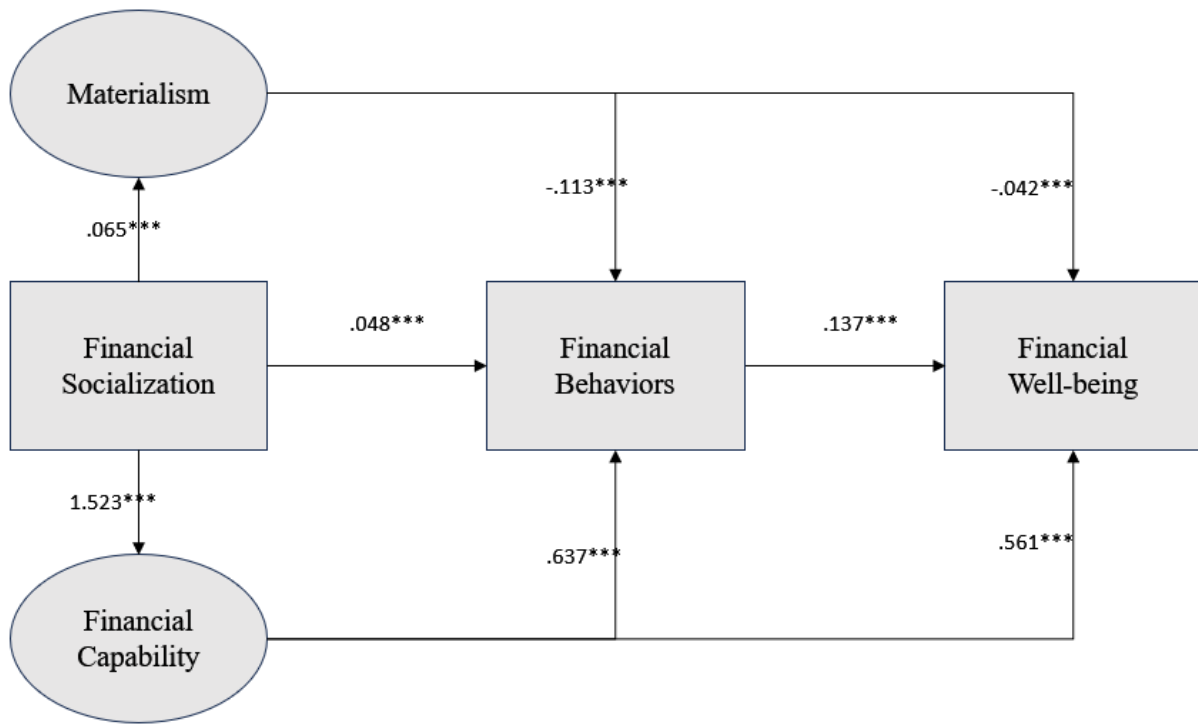 Materialism
-.113***
-.042***
.065***
Financial
Socialization
.048***
Financial
Behaviors
.137***
Financial
Well-being
1.523***
.637***
.561***
Financial
Capability